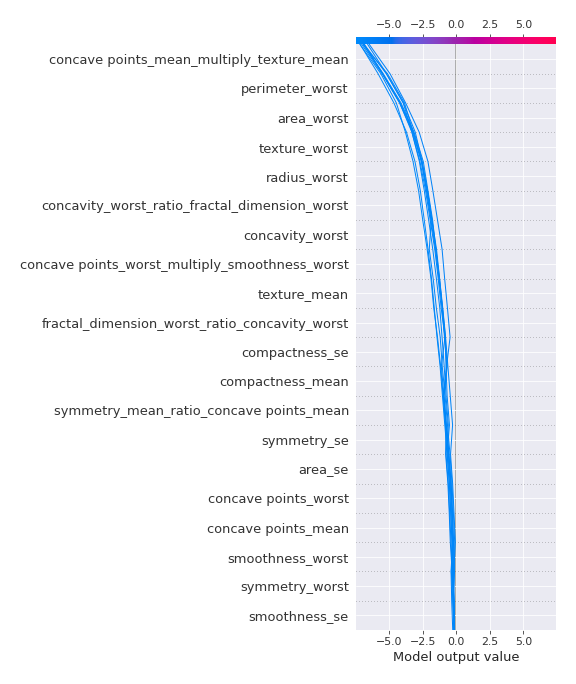 −5.0 −2.5 0.0 2.5 5.0
concave points_mean_multiply_texture_mean
perimeter_worst
area_worst
texture_worst
radius_worst
concavity_worst_ratio_fractal_dimension_worst
concavity_worst
concave points_worst_multiply_smoothness_worst
texture_mean
fractal_dimension_worst_ratio_concavity_worst
compactness_se
compactness_mean
symmetry_mean_ratio_concave points_mean
symmetry_se
area_se
concave points_worst
concave points_mean
smoothness_worst
symmetry_worst
smoothness_se
−5.0 −2.5 0.0 2.5 5.0
Model output value